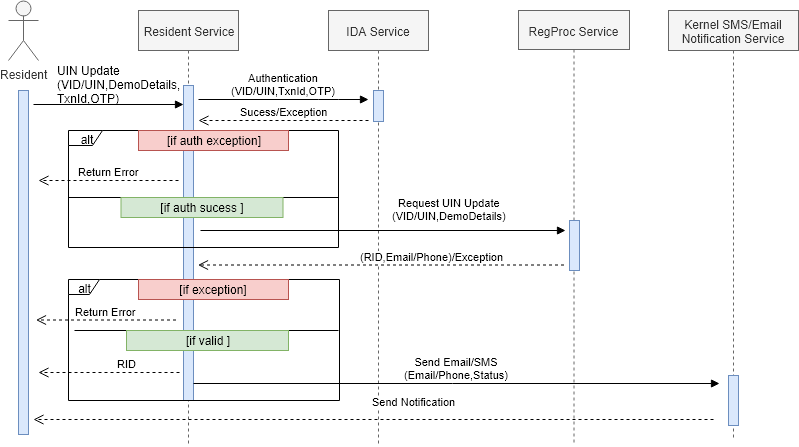 Resident Service
IDA Service
RegProc Service
Kernel SMS/Email
Notification Service
Resident
UIN Update
(VID/UIN,DemoDetails,
TxnId,OTP)
Authentication
(VID/UIN,TxnId,OTP)
Sucess/Exception
alt
[if auth exception]
Return Error
[if auth sucess ]
Request UIN Update
(VID/UIN,DemoDetails)
(RID,Email/Phone)/Exception
alt
[if exception]
Return Error
[if valid ]
RID
Send Email/SMS
(Email/Phone,Status)
Send Notification